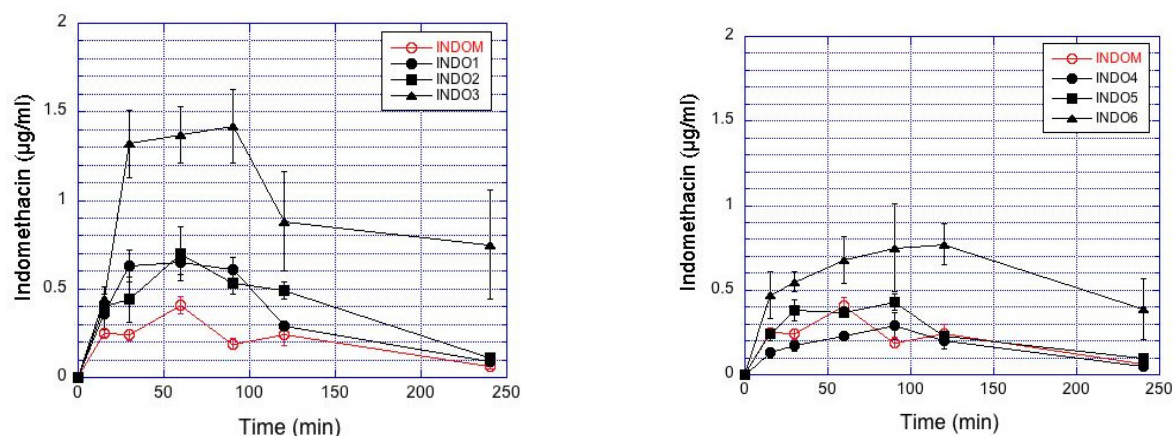 2
1.5
1
0.5
0
0
50
100
150
200
250
Indomethacin (µg/ml)
Time (min)
INDOM
INDO1
INDO2
INDO3
2
1.5
1
0.5
0
0
50
100
150
200
250
Indomethacin (µg/ml)
Time (min)
INDOM
INDO4
INDO5
INDO6